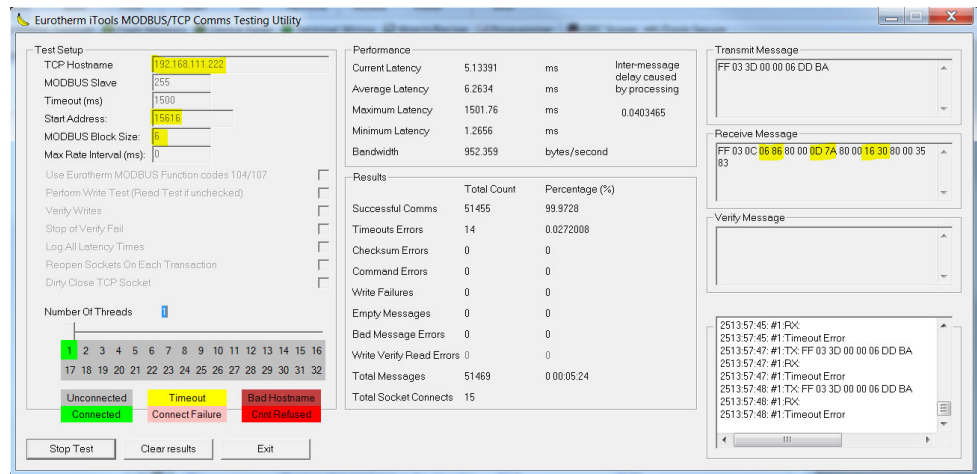 Eurotherm iTools MODBUS/TCP Comms Testing Utility
Test Setup
TCP Hostname 192.168.111.222
MODBUS Slave 255
Timeout (ms) 1500
Start Address: 15616
MODBUS Block Size: 6
Max Rate Interval (ms): 0
Use Eurotherm MODBUS Function codes 104/107
Perform Write Test (Read Test if unchecked)
Verify Writes
Stop of Verify Fail
Log All Latency Times
Reopen Sockets On Each Transaction
Dirty Close TCP Socket
Number Of Threads 1
1 2 3 4 5 6 7 8 9 10 11 12 13 14 15 16
17 18 19 20 21 22 23 24 25 26 27 28 29 30 31 32
Unconnected Timeout Bad Hostname
Connected Connect Failure Cnnt Refused
Stop Test Clear results Exit
Performance
Current Latency 5.13391 ms
Average Latency 6.2634 ms
Maximum Latency 1501.76 ms
Minimum Latency 1.2656 ms
Bandwidth 952.359 bytes/second
Inter-message
delay caused
by processing
0.0403465
Results
Total Count Percentage (%)
Successful Comms 51455 99.9728
Timeouts Errors 14 0.0272008
Checksum Errors 0 0
Command Errors 0 0
Write Failures 0 0
Empty Messages 0 0
Bad Message Errors 0 0
Write Verify Read Errors 0 0
Total Messages 51469 0 00:05:24
Total Socket Connects 15
Transmit Message
FF 03 3D 00 00 06 DD BA
Receive Message
FF 03 0C 06 86 80 00 0D 7A 80 00 16 30 80 00 35
83
Verify Message
2513:57:45: #1:RX:
2513:57:45: #1:Timeout Error
2513:57:47: #1:TX: FF 03 3D 00 00 06 DD BA
2513:57:47: #1:RX:
2513:57:47: #1:Timeout Error
2513:57:48: #1:TX: FF 03 3D 00 00 06 DD BA
2513:57:48: #1:RX:
2513:57:48: #1:Timeout Error